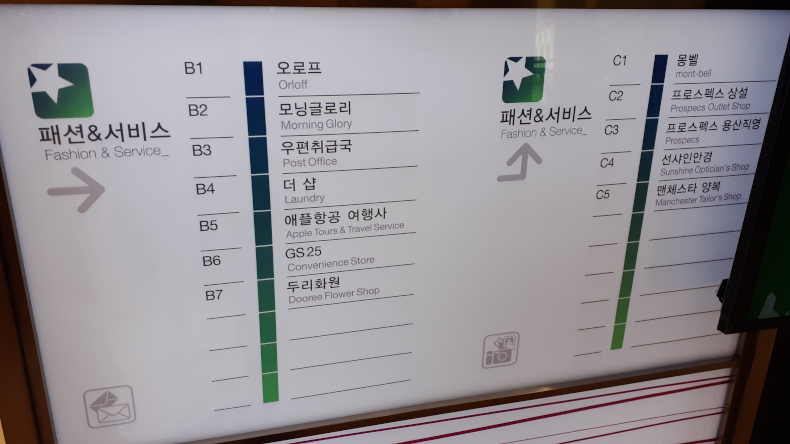 패션&서비스
Fashion & Service_
B1
오로프
Orloff
B2
모닝글로리
Morning Glory
B3
우편취급국
Post Office
B4
더 샵
Laundry
B5
애플항공 여행사
Apple Tours & Travel Service
B6
GS25
Convenience Store
B7
두리화원
Dooree Flower Shop
패션&서비스
Fashion & Service_
C1
몽벨
mont-bell
C2
프로스펙스 상설
Prospecs Outlet Shop
C3
프로스펙스 용산직영
Prospecs
C4
선샤인안경
Sunshine Optician's Shop
C5
맨체스타 양복
Manchester Tailor's Shop